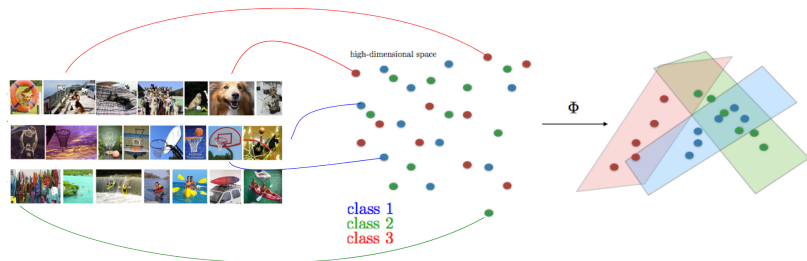 high-dimensional space
Φ
class 1
class 2
class 3